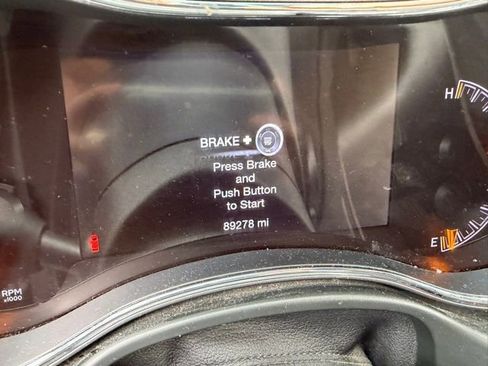 H
BRAKE +
Press Brake
and
Push Button
to Start
89278 mi
E
RPM
x1000